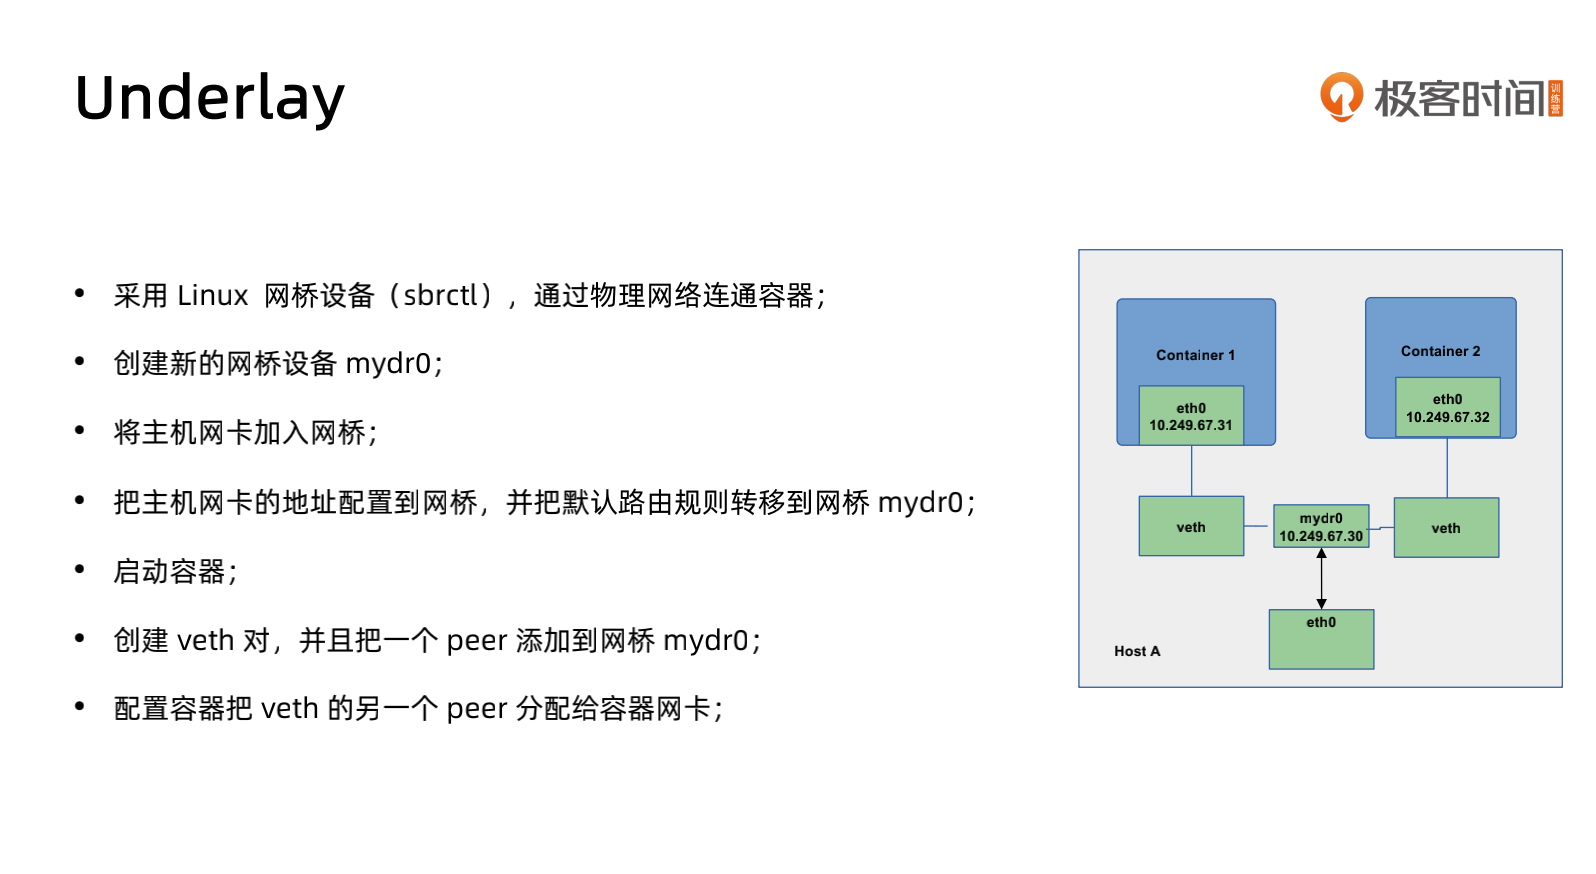 Underlay
极客时间
训练营
• 采用 Linux 网桥设备（sbrctl），通过物理网络连通容器；
• 创建新的网桥设备 mydr0；
• 将主机网卡加入网桥；
• 把主机网卡的地址配置到网桥，并把默认路由规则转移到网桥 mydr0；
• 启动容器；
• 创建 veth 对，并且把一个 peer 添加到网桥 mydr0；
• 配置容器把 veth 的另一个 peer 分配给容器网卡；
Container 1
eth0
10.249.67.31
Container 2
eth0
10.249.67.32
veth
mydr0
10.249.67.30
veth
eth0
Host A